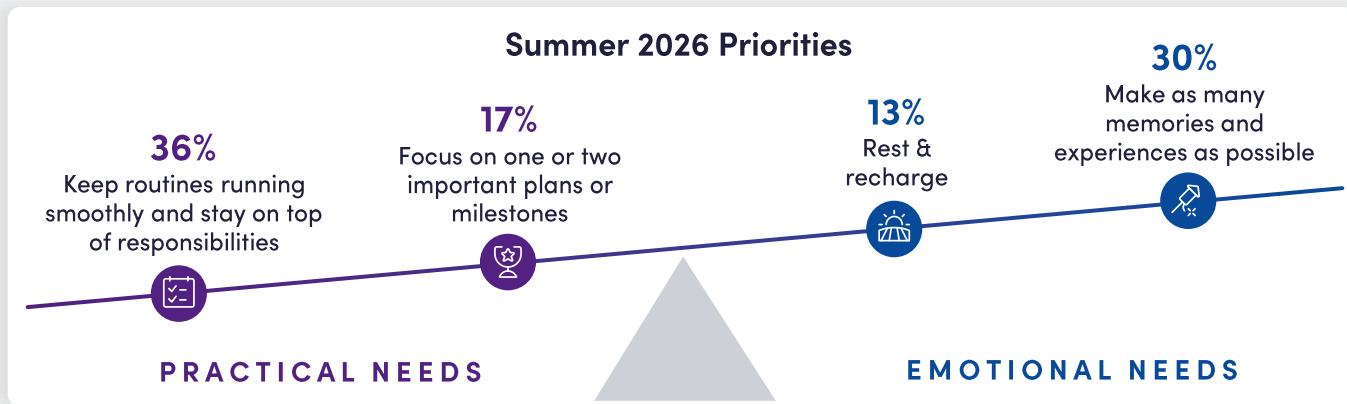 Summer 2026 Priorities
36%
Keep routines running
smoothly and stay on top
of responsibilities
17%
Focus on one or two
important plans or
milestones
13%
Rest &
recharge
30%
Make as many
memories and
experiences as possible
PRACTICAL NEEDS
EMOTIONAL NEEDS